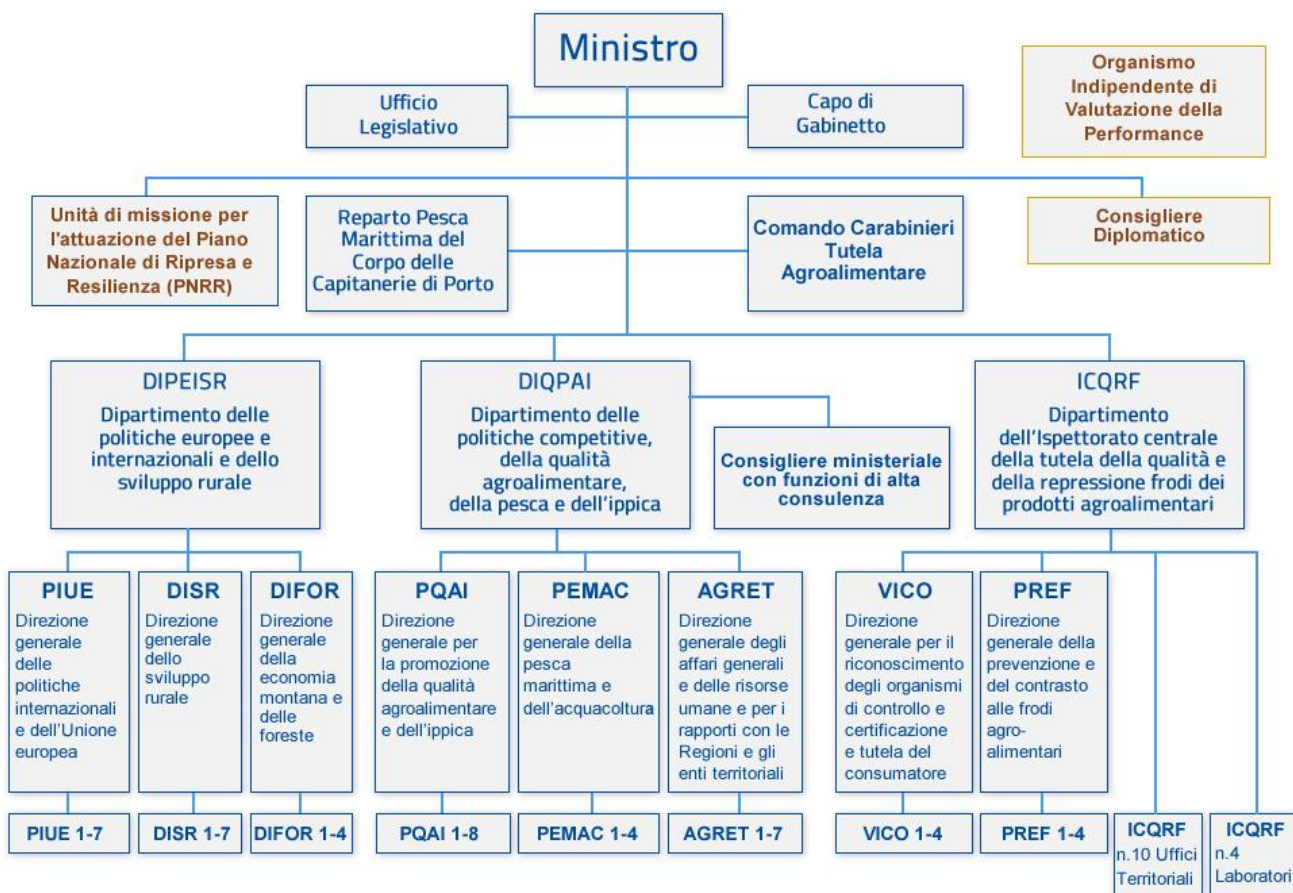 Ministro
Organismo
Indipendente di
Valutazione della
Performance
Ufficio
Legislativo
Capo di
Gabinetto
Unità di missione per
l'attuazione del Piano
Nazionale di Ripresa e
Resilienza (PNRR)
Reparto Pesca
Marittima del
Corpo delle
Capitanerie di Porto
Comando Carabinieri
Tutela
Agroalimentare
Consigliere
Diplomatico
DIPEISR
Dipartimento delle
politiche europee e
internazionali e dello
sviluppo rurale
DIQPAI
Dipartimento delle
politiche competitive,
della qualità
agroalimentare,
della pesca e dell'ippica
Consigliere ministeriale
con funzioni di alta
consulenza
ICQRF
Dipartimento
dell'Ispettorato centrale
della tutela della qualità e
della repressione frodi dei
prodotti agroalimentari
PIUE
Direzione
generale
delle
politiche
internazionali
e dell'Unione
europea
DISR
Direzione
generale
dello
sviluppo
rurale
DIFOR
Direzione
generale
della
economia
montana e
delle
foreste
PQAI
Direzione
generale per
la promozione
della qualità
agroalimentare
e dell'ippica
PEMAC
Direzione
generale della
pesca
marittima e
dell'acquacoltura
AGRET
Direzione
generale degli
affari generali
e delle risorse
umane e per i
rapporti con le
Regioni e gli
enti territoriali
VICO
Direzione
generale per il
riconoscimento
degli organismi
di controllo e
certificazione
e tutela del
consumatore
PREF
Direzione
generale della
prevenzione e
del contrasto
alle frodi
agro-
alimentari
PIUE 1-7
DISR 1-7
DIFOR 1-4
PQAI 1-8
PEMAC 1-4
AGRET 1-7
VICO 1-4
PREF 1-4
ICQRF
n.10 Uffici
Territoriali
ICQRF
n.4
Laboratori